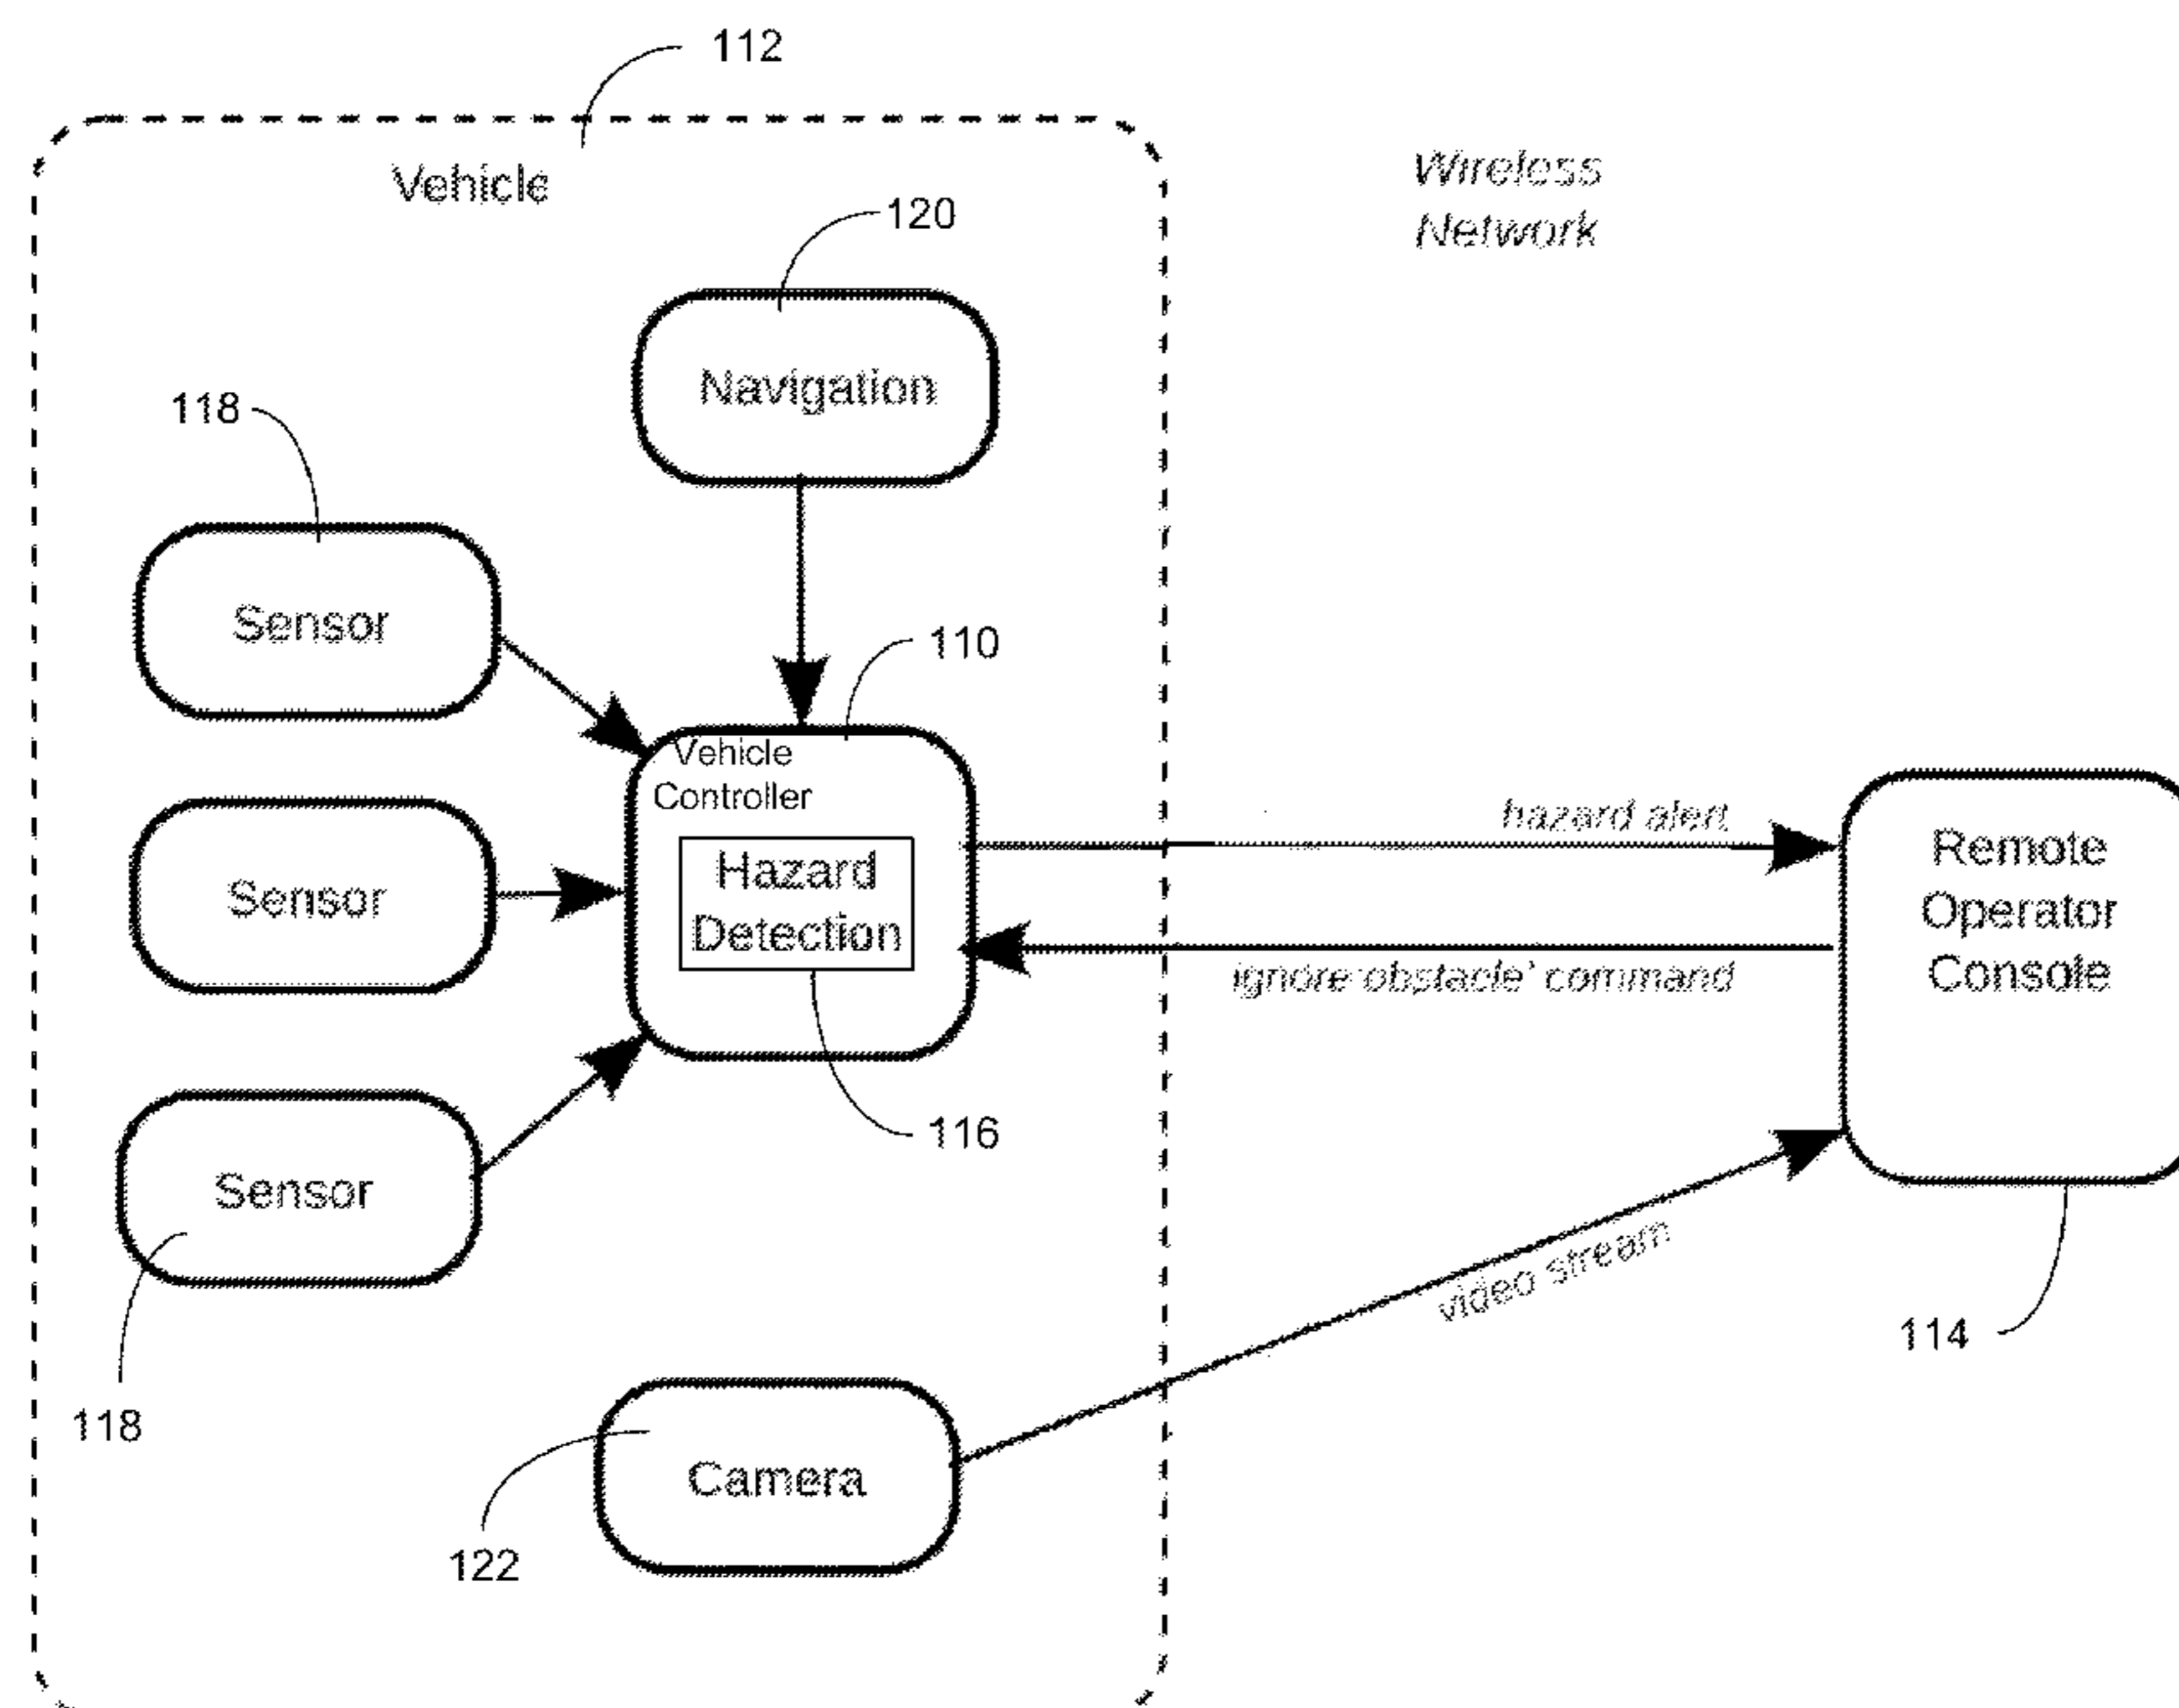 112
Vehicle
Wireless
Network
120
Navigation
118
Sensor
110
Vehicle
Controller
Hazard
Detection
Sensor
hazard alert
Remote
Operator
Console
ignore 'obstacle' command
116
Sensor
video stream
114
118
Camera
122